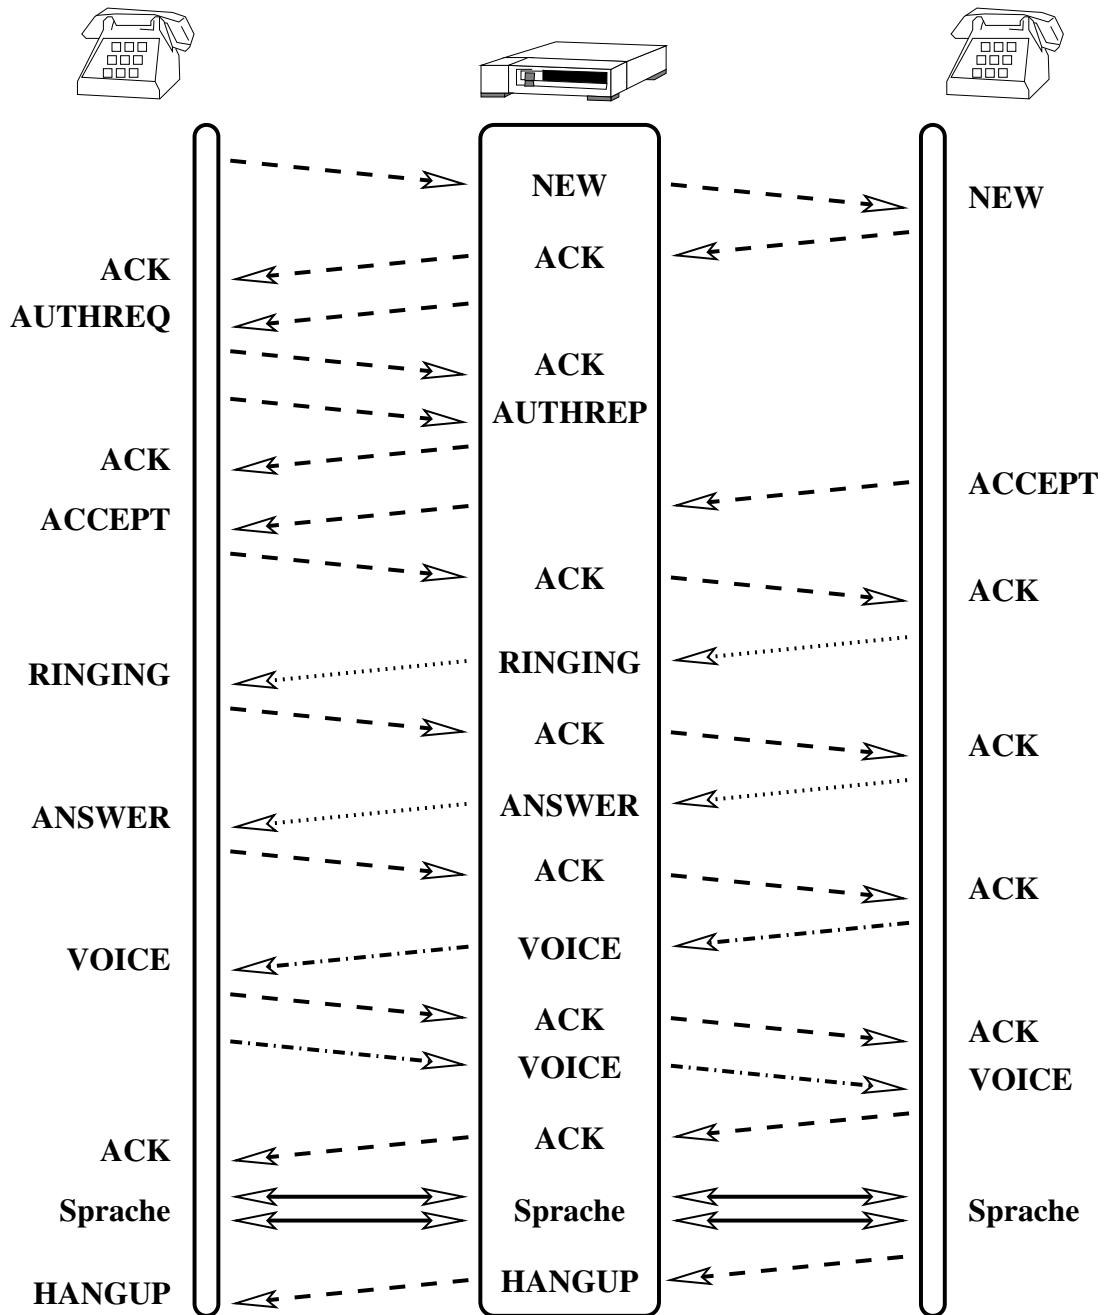 NEW
NEW
ACK
ACK
AUTHREQ
ACK
AUTHREP
ACK
ACCEPT
ACCEPT
ACK
ACK
RINGING
RINGING
ACK
ACK
ANSWER
ANSWER
ACK
ACK
VOICE
VOICE
ACK
ACK
VOICE
VOICE
ACK
ACK
Sprache
Sprache
Sprache
HANGUP
HANGUP